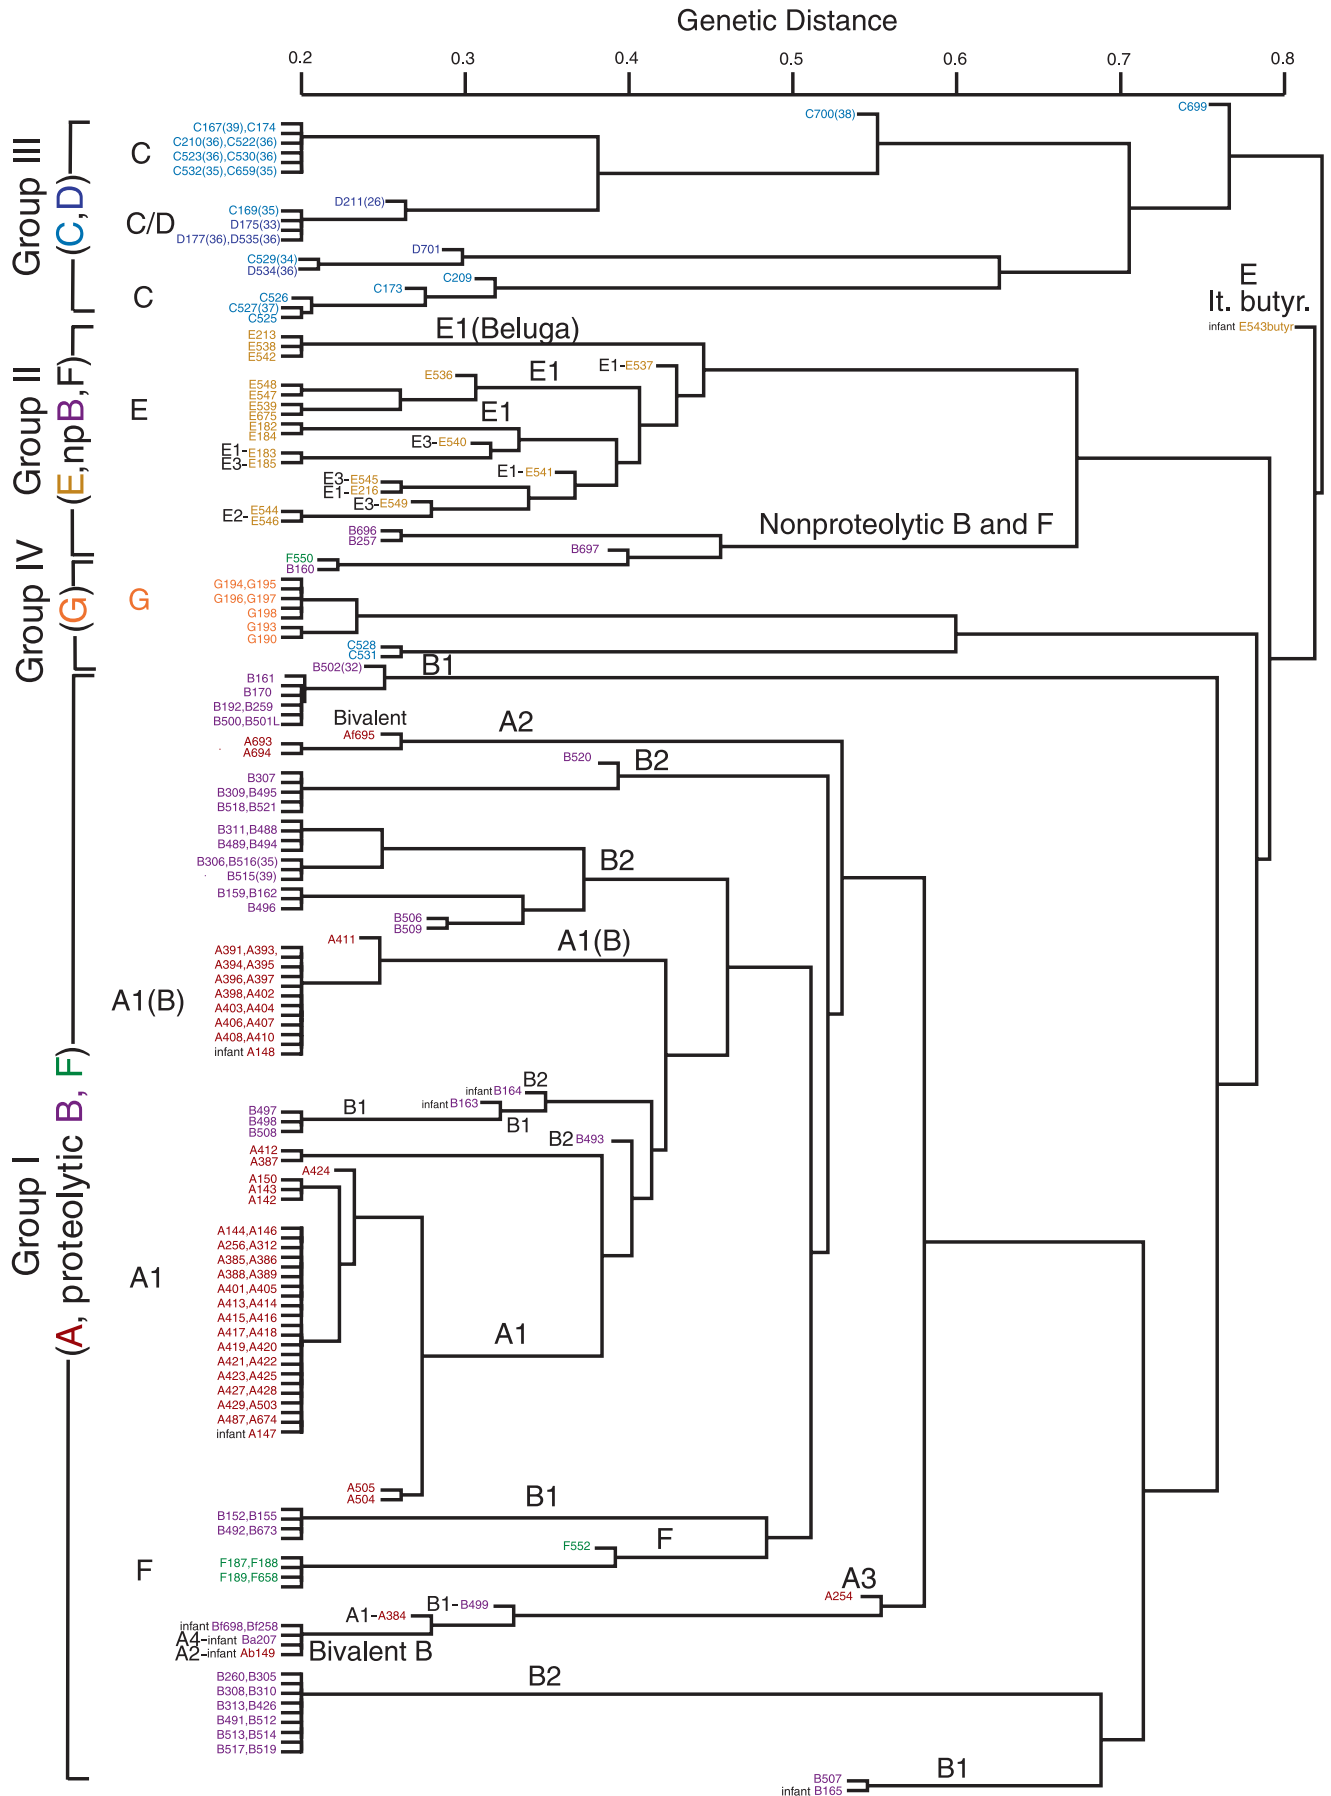 Genetic Distance
0.2 0.3 0.4 0.5 0.6 0.7 0.8
Group III
(C,D)
C
C167(39),C174
C210(36),C522(36)
C523(36),C530(36)
C532(35),C659(35)
C700(38)
C699
C/D
D211(26)
C169(35)
D175(33)
D177(36),D535(36)
D701
C529(34)
D534(36)
C
C209
C173
C526
C527(37)
C525
E
It. butyr.
infant E543butyr
Group II
(E,npB,F)
E
E1(Beluga)
E213
E538
E542
E1-E537
E536
E1
E548
E547
E539
E675
E1
E182
E184
E3-E540
E1-E183
E3-E185
E1-E541
E3-E545
E1-E216
E3-E549
E2-E544
E546
Nonproteolytic B and F
B696
B257
B697
F550
B160
Group IV
(G)
G
G194,G195
G196,G197
G198
G193
G190
C528
C531
Group I
(A, proteolytic B, F)
B502(32)
B1
B161
B170
B192,B259
B500,B501L
Bivalent
A2
Af695
A693
A694
B520
B2
B307
B309,B495
B518,B521
B311,B488
B489,B494
B2
B306,B516(35)
B515(39)
B159,B162
B496
B506
B509
A1(B)
A411
A1(B)
A391,A393,
A394,A395
A396,A397
A398,A402
A403,A404
A406,A407
A408,A410
infant A148
B2
infant B164
infant B163
B1
B1
B497
B498
B508
B2 B493
A412
A387
A424
A150
A143
A142
A1
A144,A146
A256,A312
A385,A386
A388,A389
A401,A405
A413,A414
A415,A416
A417,A418
A419,A420
A421,A422
A423,A425
A427,A428
A429,A503
A487,A674
infant A147
A1
A505
A504
B1
B152,B155
B492,B673
F
F552
F
F187,F188
F189,F658
A3
A254
B1-B499
A1-A384
infant Bf698,Bf258
A4-infant Ba207
A2-infant Ab149
Bivalent B
B2
B260,B305
B308,B310
B313,B426
B491,B512
B513,B514
B517,B519
B1
B507
infant B165